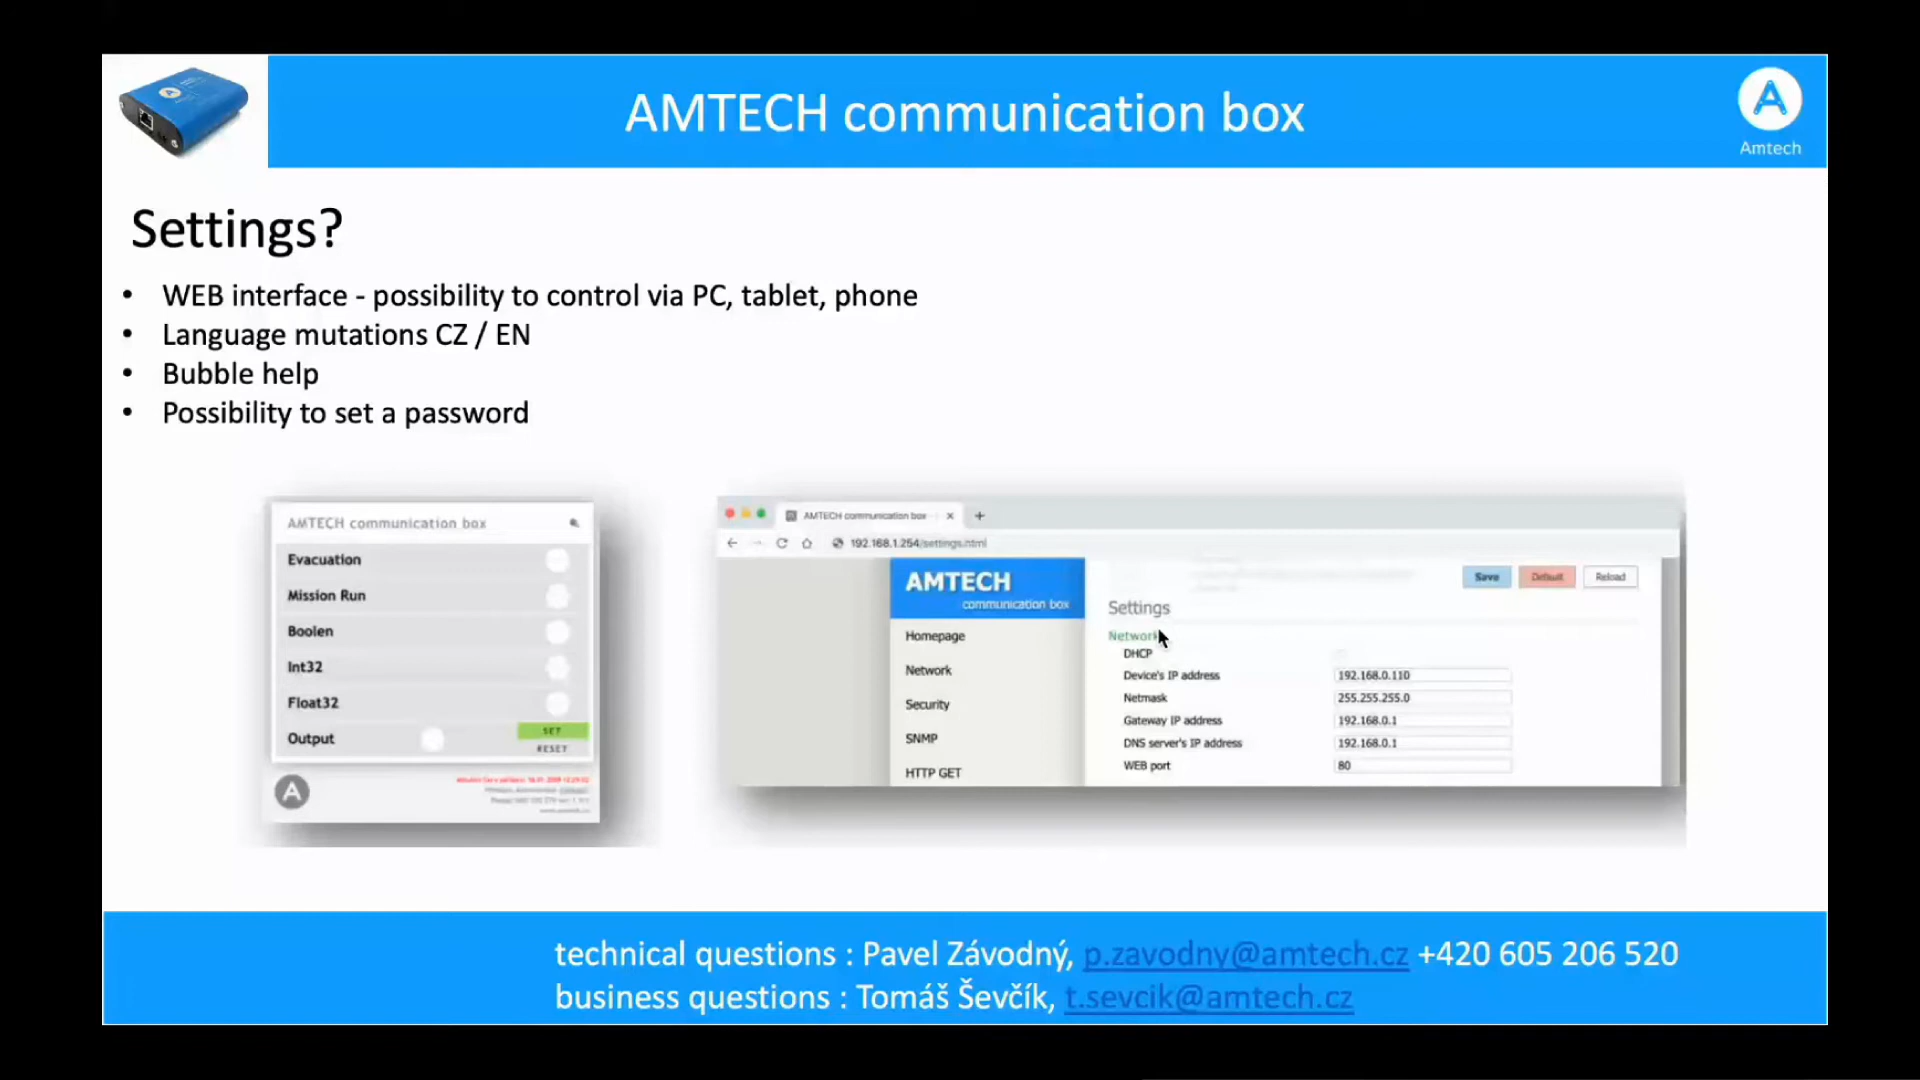 AMTECH communication box
Amtech
Settings?
• WEB interface - possibility to control via PC, tablet, phone
• Language mutations CZ / EN
• Bubble help
• Possibility to set a password
AMTECH communication box
Evacuation
Mission Run
Boolen
Int32
Float32
Output
SET
RESET
AMTECH communication box
192.168.1.254/settings.html
AMTECH
communication box
Homepage
Network
Security
SNMP
HTTP GET
Save Default Reload
Settings
Network
DHCP
Device's IP address 192.168.0.110
Netmask 255.255.255.0
Gateway IP address 192.168.0.1
DNS server's IP address 192.168.0.1
WEB port 80
technical questions : Pavel Závodný, p.zavodny@amtech.cz +420 605 206 520
business questions : Tomáš Ševčík, t.sevcik@amtech.cz